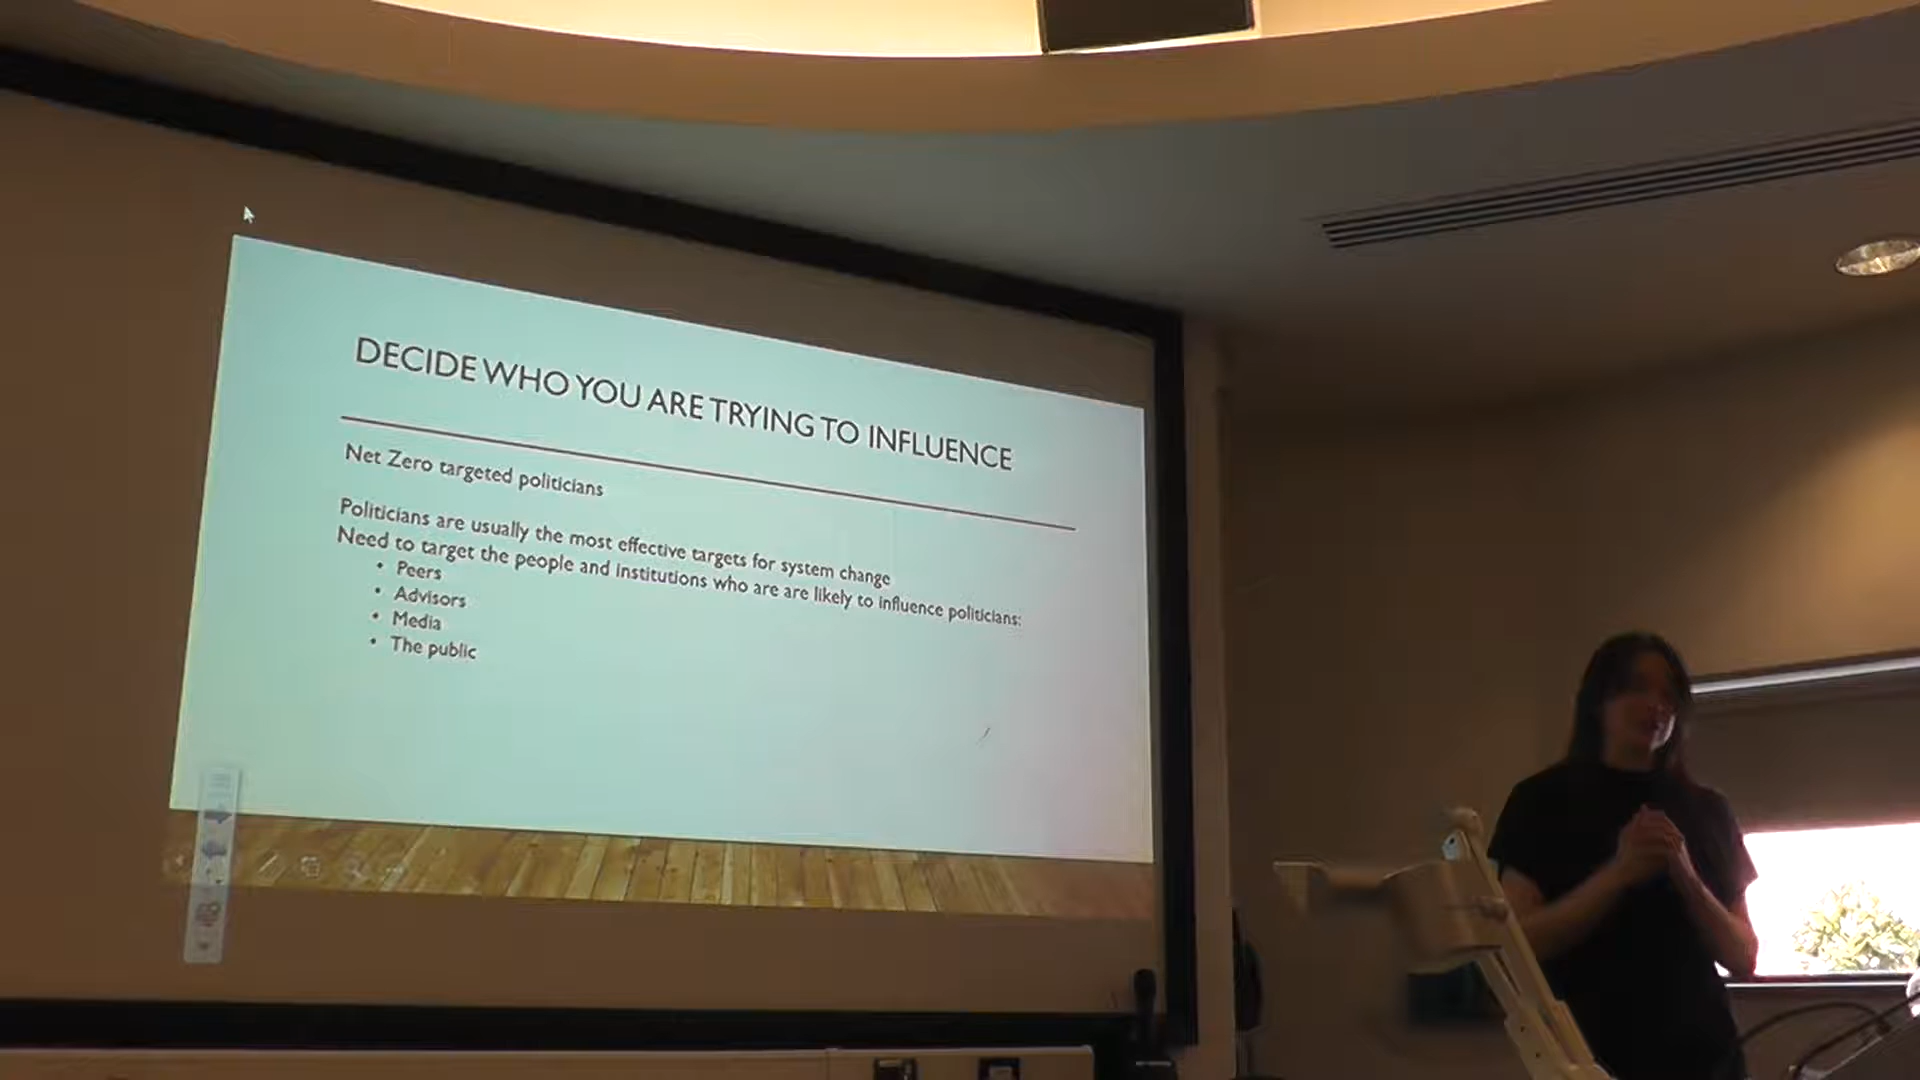 DECIDE WHO YOU ARE TRYING TO INFLUENCE
Net Zero targeted politicians
Politicians are usually the most effective targets for system change
Need to target the people and institutions who are are likely to influence politicians:
• Peers
• Advisors
• Media
• The public